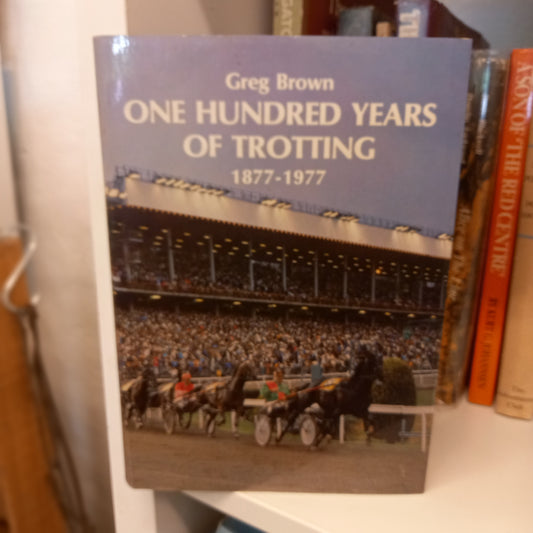 Greg Brown
ONE HUNDRED YEARS
OF TROTTING
1877-1977
A SON OF THE RED CENTRE